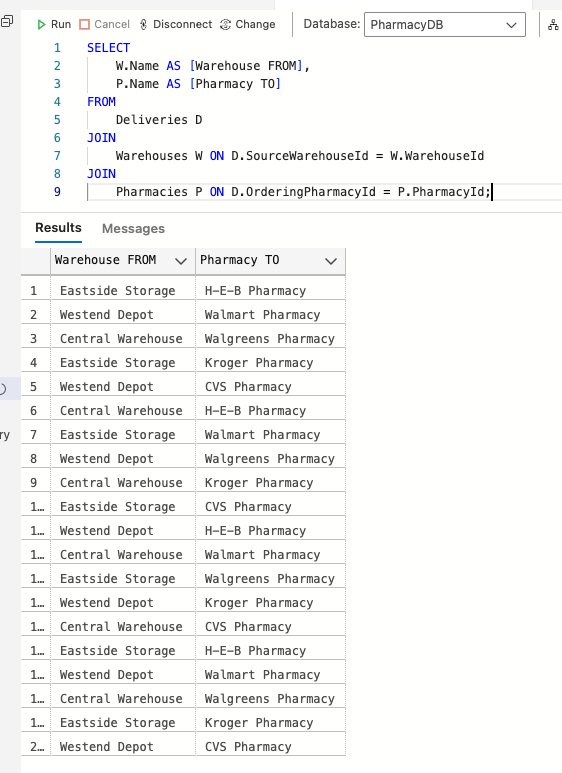 Run Cancel Disconnect Change Database: PharmacyDB
1 SELECT
2 W.Name AS [Warehouse FROM],
3 P.Name AS [Pharmacy TO]
4 FROM
5 Deliveries D
6 JOIN
7 Warehouses W ON D.SourceWarehouseId = W.WarehouseId
8 JOIN
9 Pharmacies P ON D.OrderingPharmacyId = P.PharmacyId;
Results Messages
Warehouse FROM Pharmacy TO
1 Eastside Storage H-E-B Pharmacy
2 Westend Depot Walmart Pharmacy
3 Central Warehouse Walgreens Pharmacy
4 Eastside Storage Kroger Pharmacy
5 Westend Depot CVS Pharmacy
6 Central Warehouse H-E-B Pharmacy
ry
7 Eastside Storage Walmart Pharmacy
8 Westend Depot Walgreens Pharmacy
9 Central Warehouse Kroger Pharmacy
1… Eastside Storage CVS Pharmacy
1… Westend Depot H-E-B Pharmacy
1… Central Warehouse Walmart Pharmacy
1… Eastside Storage Walgreens Pharmacy
1… Westend Depot Kroger Pharmacy
1… Central Warehouse CVS Pharmacy
1… Eastside Storage H-E-B Pharmacy
1… Westend Depot Walmart Pharmacy
1… Central Warehouse Walgreens Pharmacy
1… Eastside Storage Kroger Pharmacy
2… Westend Depot CVS Pharmacy